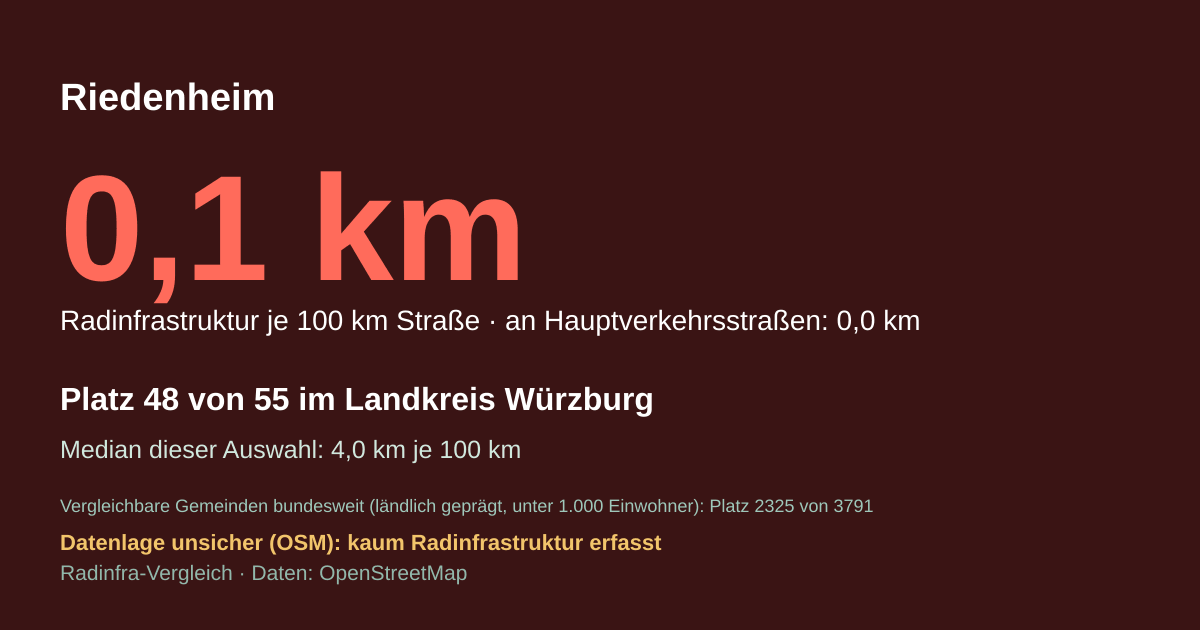 Riedenheim
0,1 km
Radinfrastruktur je 100 km Straße · an Hauptverkehrsstraßen: 0,0 km
Platz 48 von 55 im Landkreis Würzburg
Median dieser Auswahl: 4,0 km je 100 km
Vergleichbare Gemeinden bundesweit (ländlich geprägt, unter 1.000 Einwohner): Platz 2325 von 3791
Datenlage unsicher (OSM): kaum Radinfrastruktur erfasst
Radinfra-Vergleich · Daten: OpenStreetMap